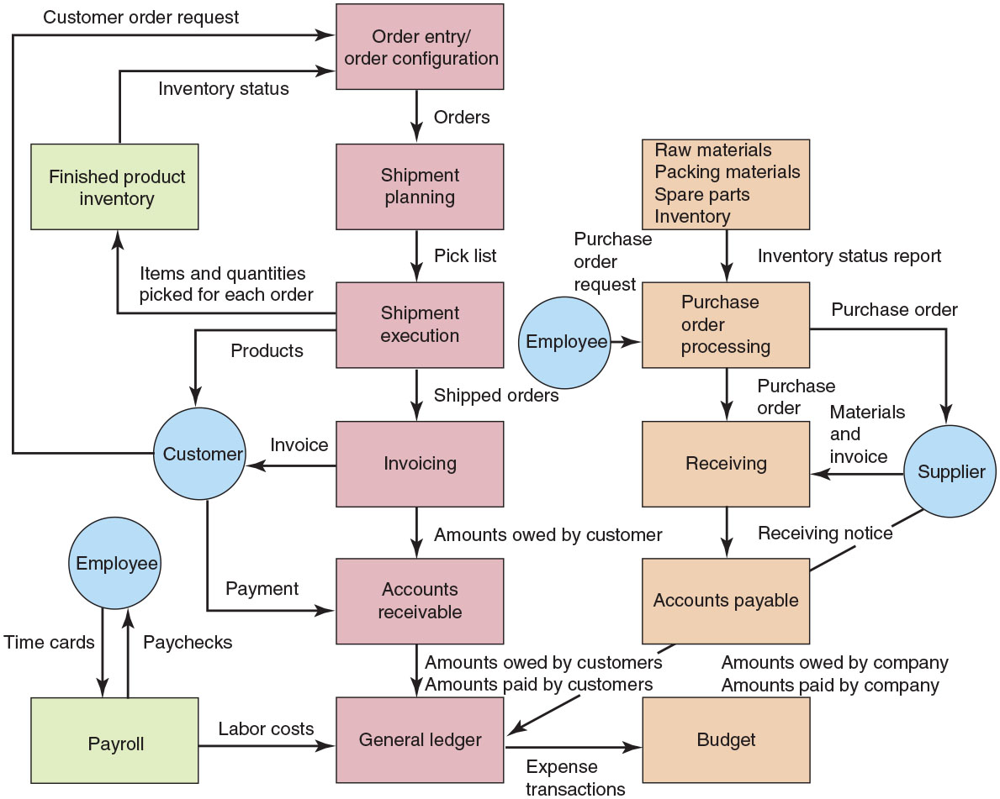 Customer order request
Order entry/
order configuration
Inventory status
Orders
Finished product
inventory
Shipment
planning
Raw materials
Packing materials
Spare parts
Inventory
Pick list
Purchase
order
request
Inventory status report
Items and quantities
picked for each order
Shipment
execution
Employee
Purchase
order
processing
Purchase order
Products
Shipped orders
Purchase
order
Materials
and
invoice
Customer
Invoice
Invoicing
Receiving
Supplier
Amounts owed by customer
Receiving notice
Employee
Payment
Accounts
receivable
Accounts payable
Time cards
Paychecks
Amounts owed by customers
Amounts paid by customers
Amounts owed by company
Amounts paid by company
Payroll
Labor costs
General ledger
Budget
Expense
transactions